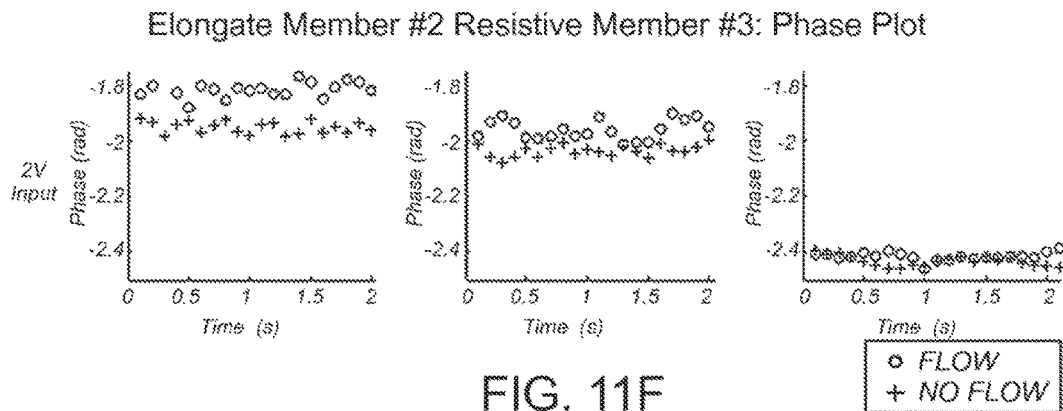 Elongate Member #2 Resistive Member #3: Phase Plot
2V
Input
Phase (rad)
-1.8
-2
-2.2
-2.4
0 0.5 1 1.5 2
Time (s)
Phase (rad)
-1.8
-2
-2.2
-2.4
0 0.5 1 1.5 2
Time (s)
Phase (rad)
-1.8
-2
-2.2
-2.4
0 0.5 1 1.5 2
Time (s)
FLOW
NO FLOW
FIG. 11F